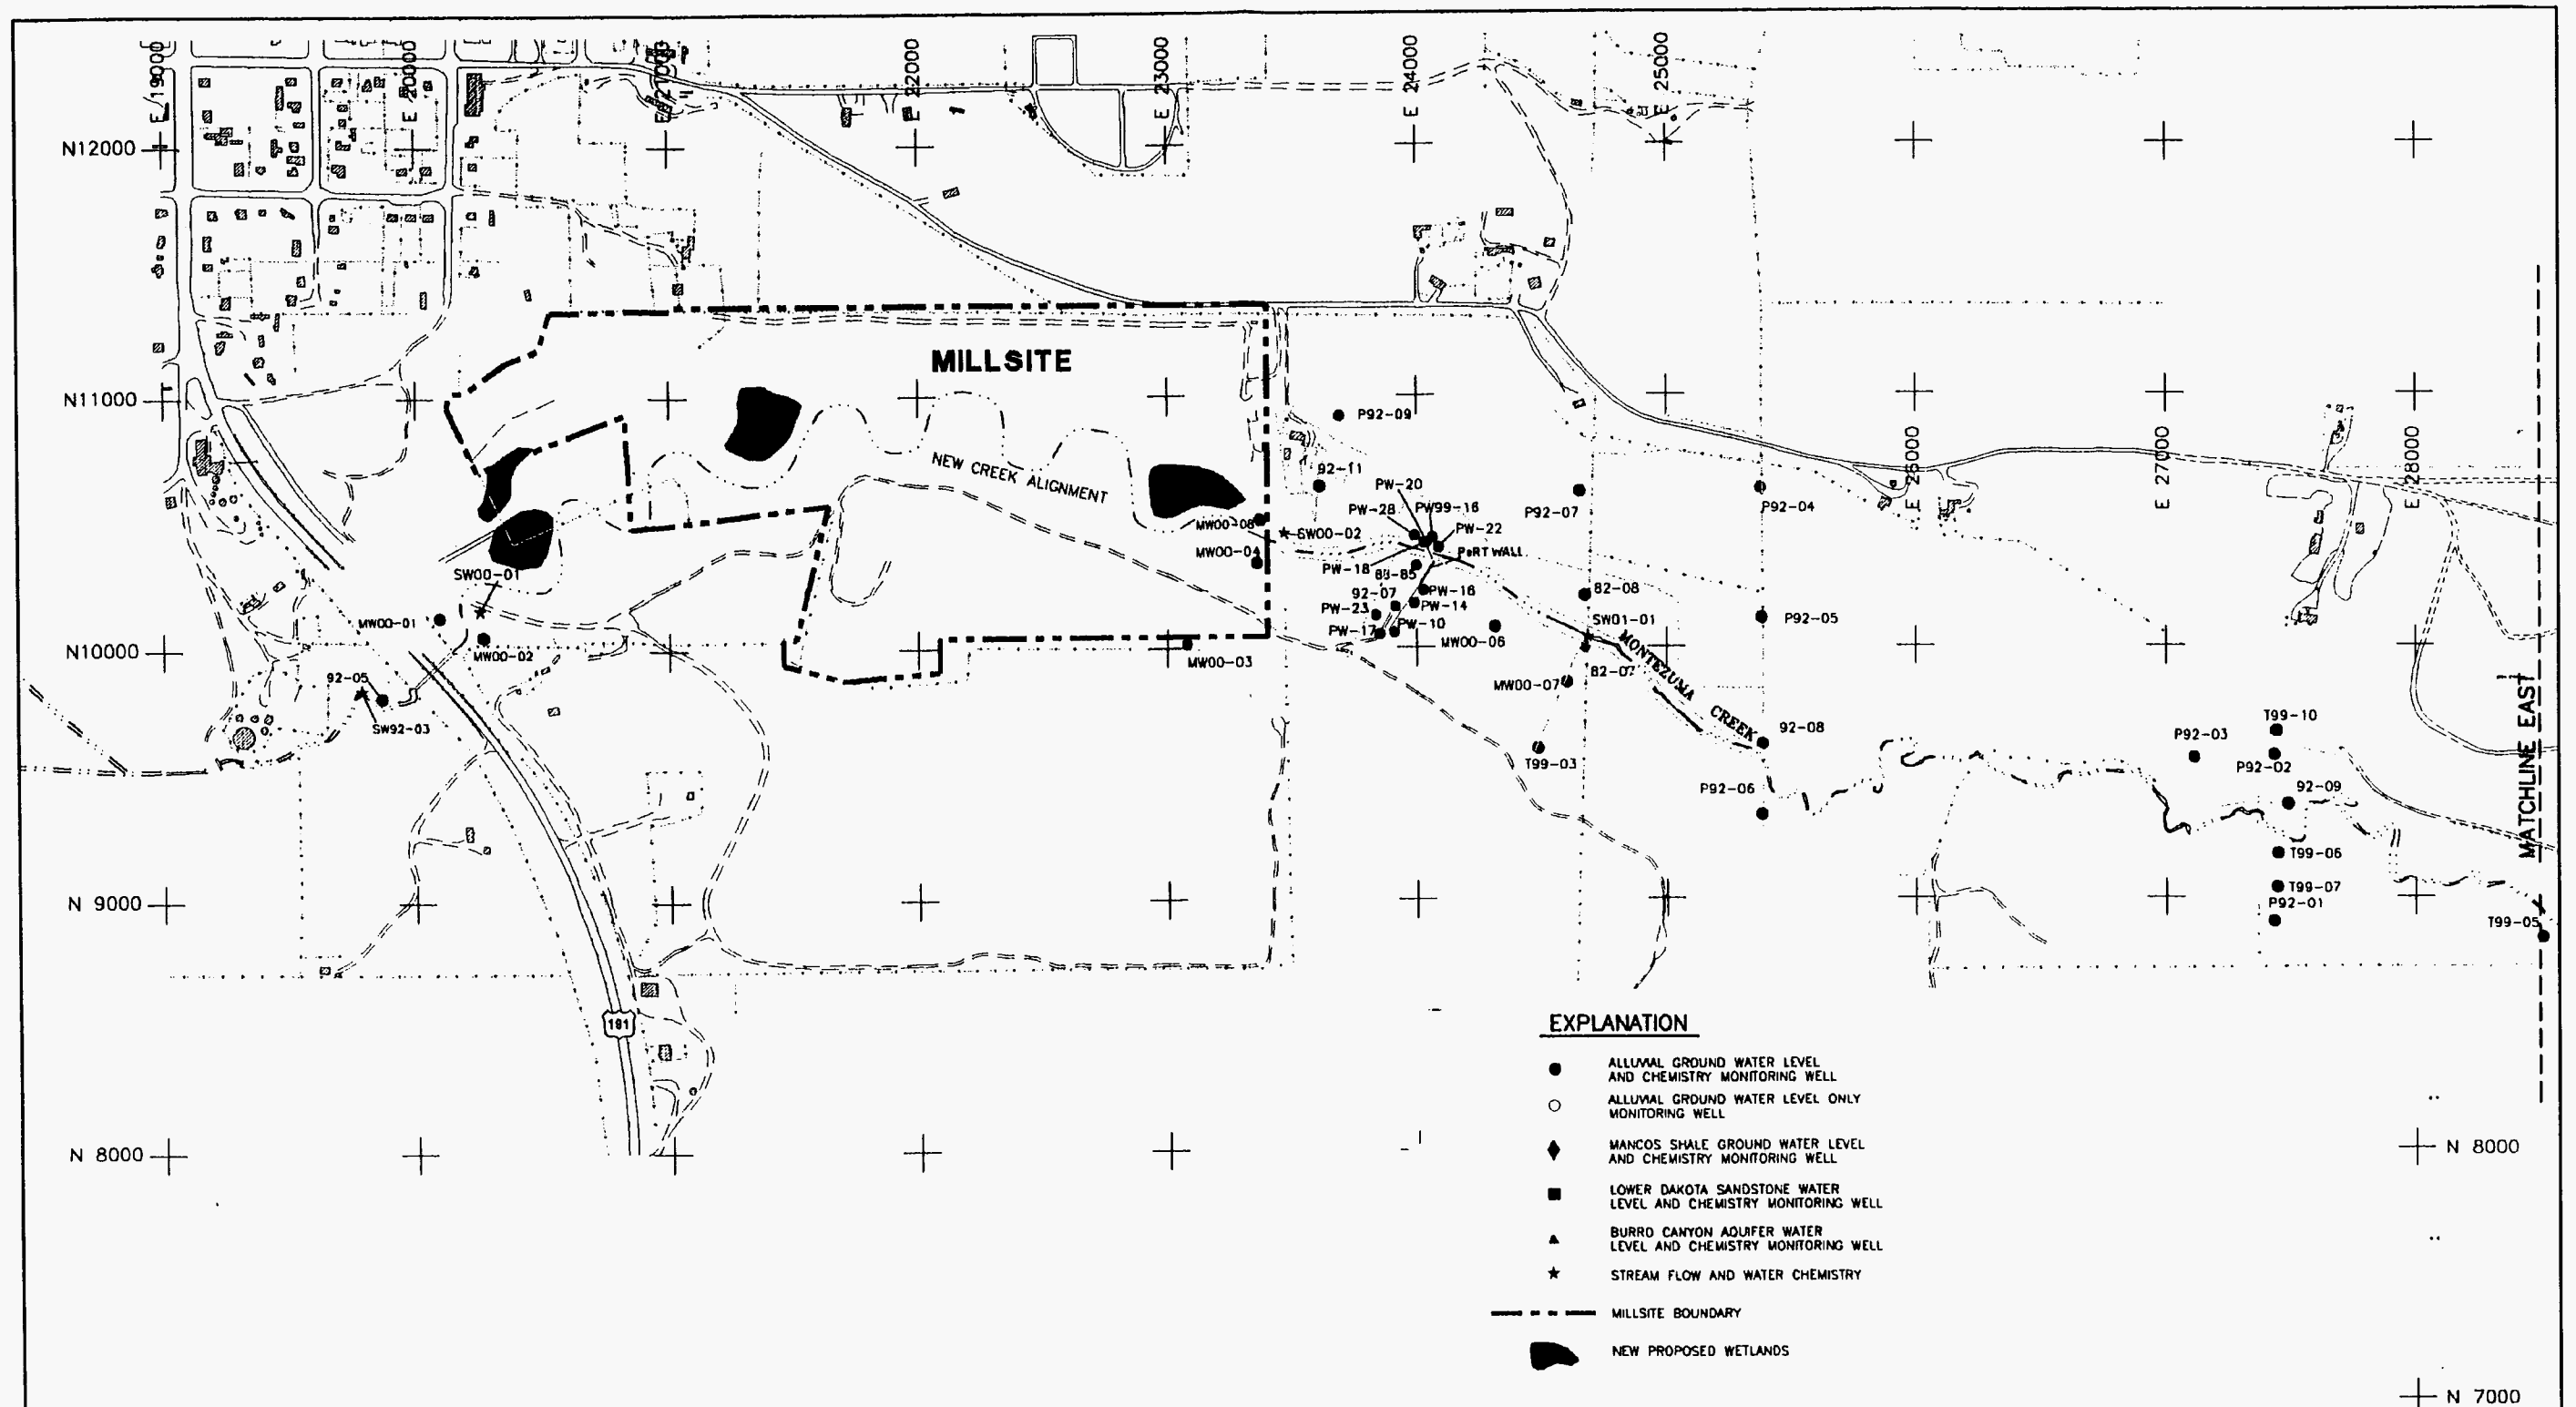 E 19000
E 20000
E 21000
E 22000
E 23000
E 24000
E 25000
N12000
MILLSITE
N11000
P92-09
E 26000
E 27000
E 28000
NEW CREEK ALIGNMENT
92-11
PW-20
PW-28
PW99-16
P92-07
P92-04
MW00-08
SW00-02
PW-22
MW00-04
PeRT WALL
PW-18
88-85
SW00-01
92-07
PW-16
82-08
PW-23
PW-14
MW00-01
SW01-01
P92-05
PW-17
PW-10
MW00-06
N10000
MW00-02
MW00-03
MONTEZUMA CREEK
82-07
92-05
MW00-07
SW92-03
92-08
T99-10
P92-03
T99-03
P92-02
P92-06
92-09
MATCHLINE EAST
T99-06
T99-07
N 9000
P92-01
T99-05
191
EXPLANATION
ALLUVIAL GROUND WATER LEVEL
AND CHEMISTRY MONITORING WELL
ALLUVIAL GROUND WATER LEVEL ONLY
MONITORING WELL
N 8000
MANCOS SHALE GROUND WATER LEVEL
AND CHEMISTRY MONITORING WELL
N 8000
LOWER DAKOTA SANDSTONE WATER
LEVEL AND CHEMISTRY MONITORING WELL
BURRO CANYON AQUIFER WATER
LEVEL AND CHEMISTRY MONITORING WELL
STREAM FLOW AND WATER CHEMISTRY
MILLSITE BOUNDARY
NEW PROPOSED WETLANDS
N 7000